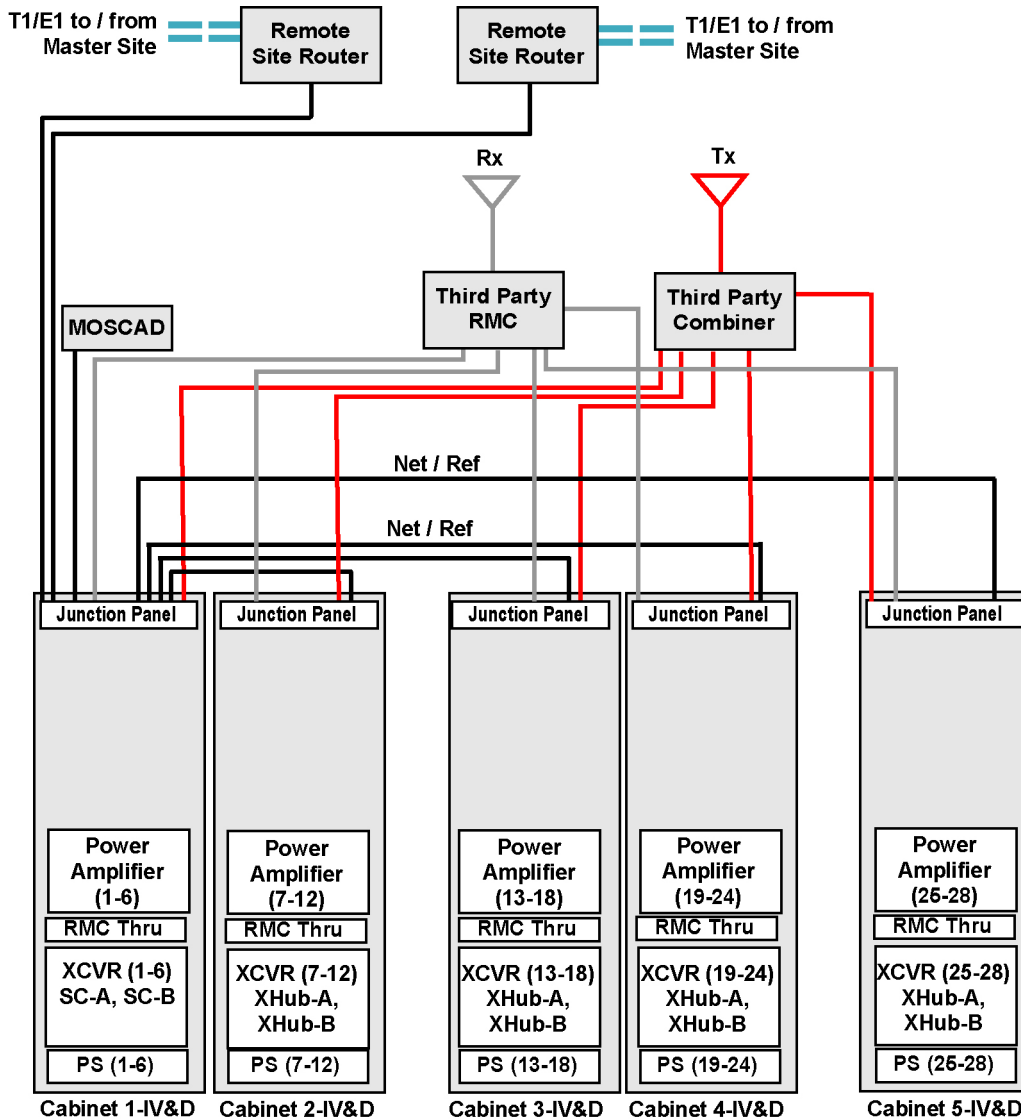 T1/E1 to / from
Master Site
Remote
Site Router
Remote
Site Router
T1/E1 to / from
Master Site
Rx
Tx
MOSCAD
Third Party
RMC
Third Party
Combiner
Net / Ref
Net / Ref
Junction Panel
Junction Panel
Junction Panel
Junction Panel
Junction Panel
Power
Amplifier
(1-6)
RMC Thru
XCVR (1-6)
SC-A, SC-B
PS (1-6)
Cabinet 1-IV&D
Power
Amplifier
(7-12)
RMC Thru
XCVR (7-12)
XHub-A,
XHub-B
PS (7-12)
Cabinet 2-IV&D
Power
Amplifier
(13-18)
RMC Thru
XCVR (13-18)
XHub-A,
XHub-B
PS (13-18)
Cabinet 3-IV&D
Power
Amplifier
(19-24)
RMC Thru
XCVR (19-24)
XHub-A,
XHub-B
PS (19-24)
Cabinet 4-IV&D
Power
Amplifier
(25-28)
RMC Thru
XCVR (25-28)
XHub-A,
XHub-B
PS (25-28)
Cabinet 5-IV&D